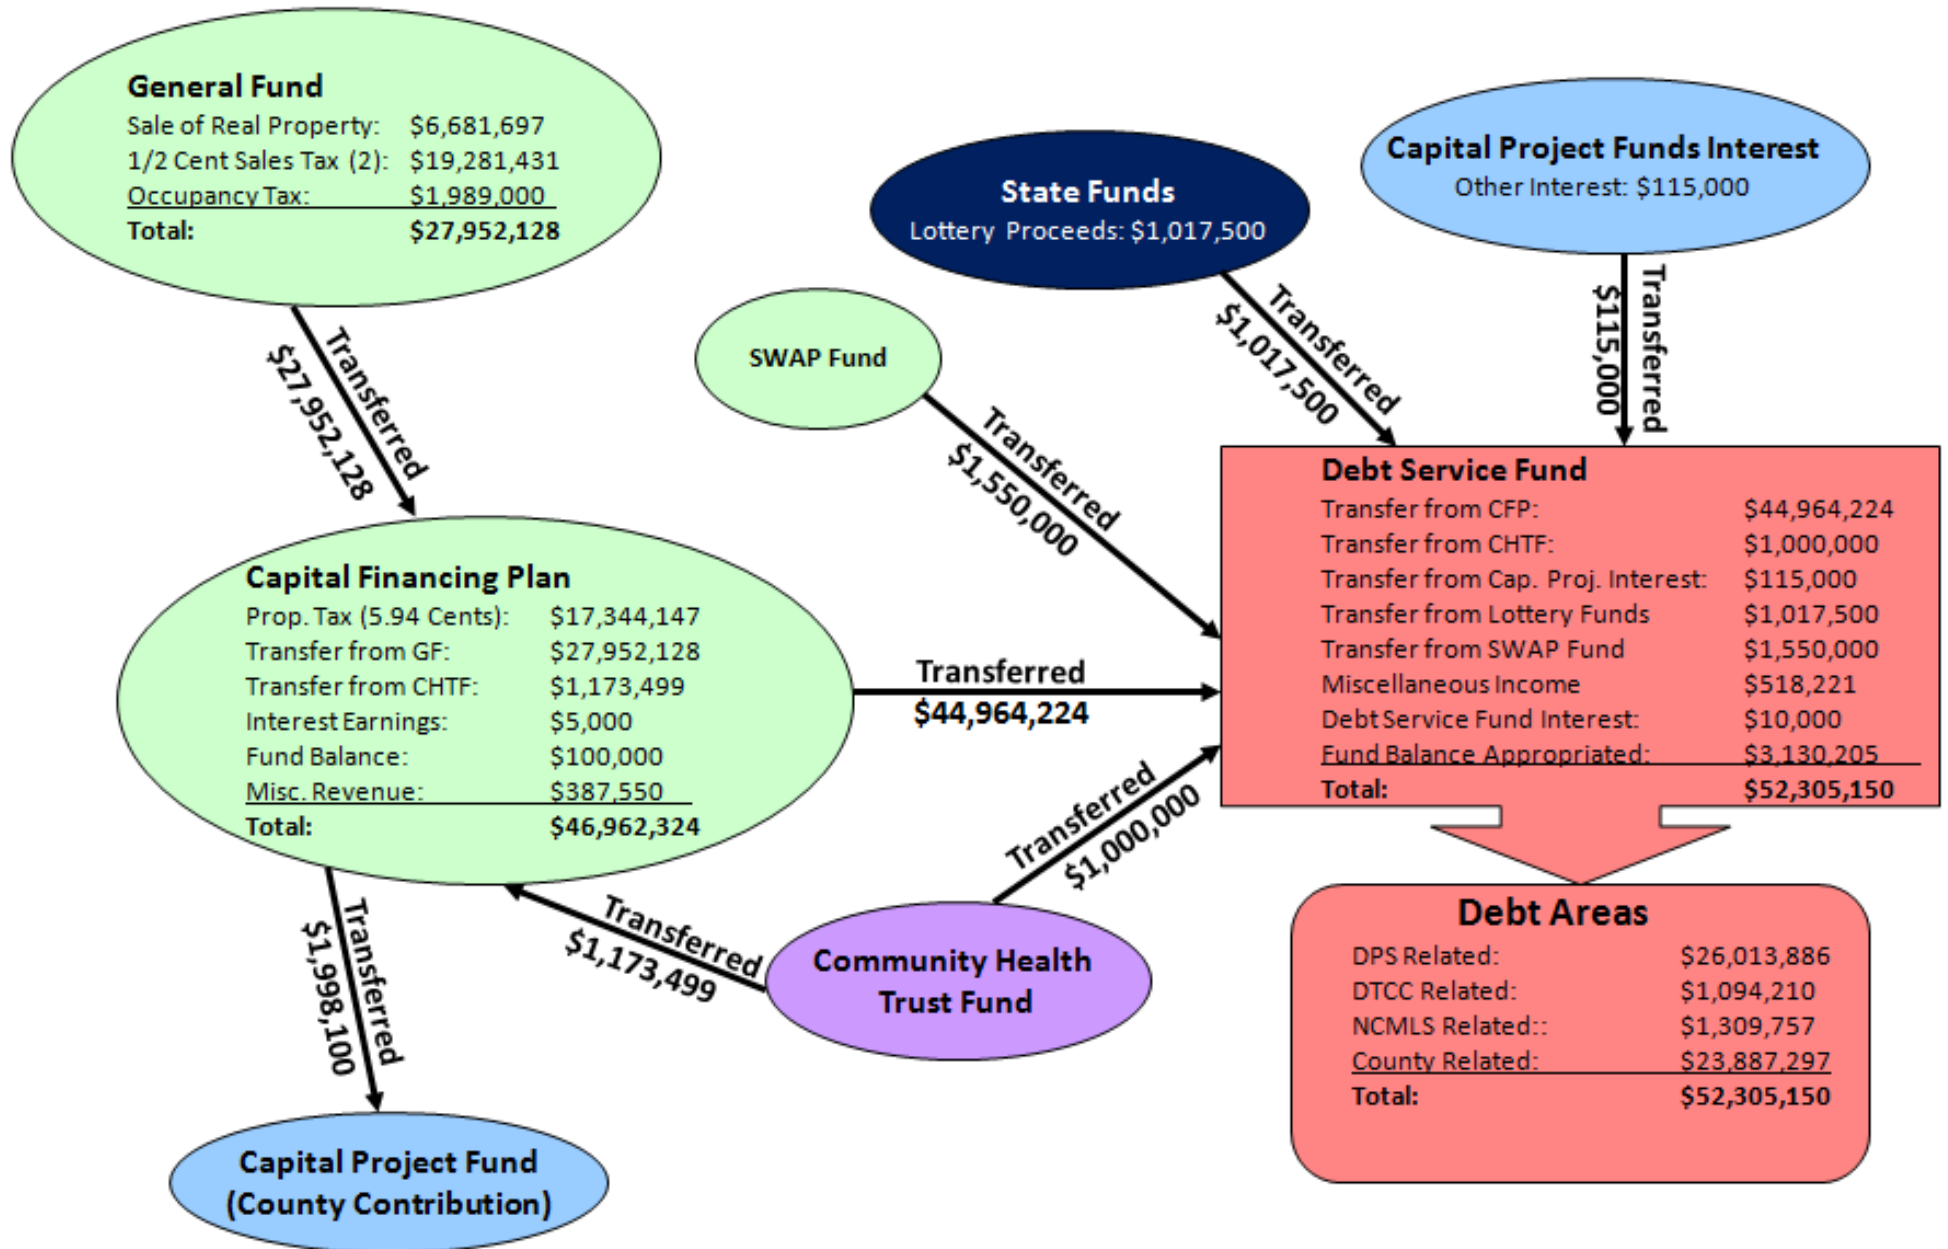 General Fund
Sale of Real Property: $6,681,697
1/2 Cent Sales Tax (2): $19,281,431
Occupancy Tax: $1,989,000
Total: $27,952,128
State Funds
Lottery Proceeds: $1,017,500
Capital Project Funds Interest
Other Interest: $115,000
SWAP Fund
Transferred
$27,952,128
Transferred
$1,550,000
Transferred
$1,017,500
Transferred
$115,000
Capital Financing Plan
Prop. Tax (5.94 Cents): $17,344,147
Transfer from GF: $27,952,128
Transfer from CHTF: $1,173,499
Interest Earnings: $5,000
Fund Balance: $100,000
Misc. Revenue: $387,550
Total: $46,962,324
Transferred
$44,964,224
Debt Service Fund
Transfer from CFP: $44,964,224
Transfer from CHTF: $1,000,000
Transfer from Cap. Proj. Interest: $115,000
Transfer from Lottery Funds $1,017,500
Transfer from SWAP Fund $1,550,000
Miscellaneous Income $518,221
Debt Service Fund Interest: $10,000
Fund Balance Appropriated: $3,130,205
Total: $52,305,150
Transferred
$1,998,100
Transferred
$1,173,499
Transferred
$1,000,000
Community Health
Trust Fund
Debt Areas
DPS Related: $26,013,886
DTCC Related: $1,094,210
NCMLS Related:: $1,309,757
County Related: $23,887,297
Total: $52,305,150
Capital Project Fund
(County Contribution)